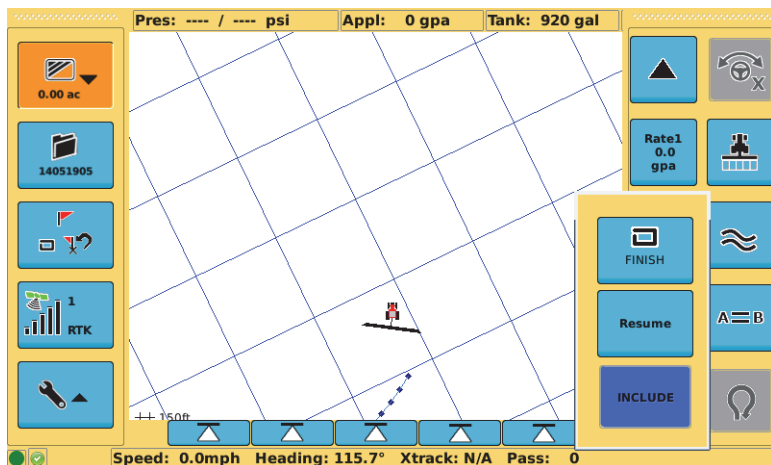 Pres: ---- / ---- psi Appl: 0 gpa Tank: 920 gal
0.00 ac
14051905
1
RTK
150ft
Rate1
0.0
gpa
X
A=B
FINISH
Resume
INCLUDE
Speed: 0.0mph Heading: 115.7° Xtrack: N/A Pass: 0